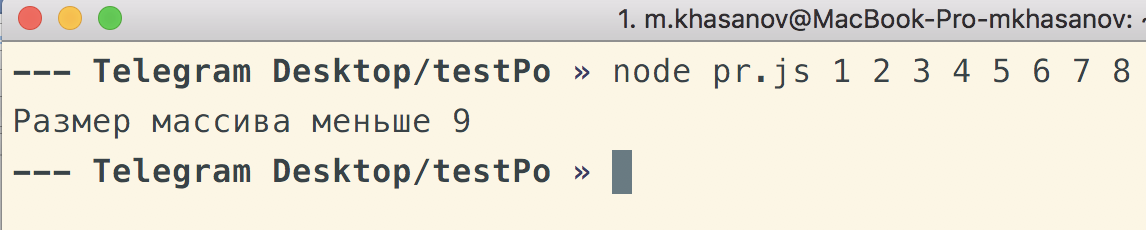 1. m.khasanov@MacBook-Pro-mkhasanov: ~
--- Telegram Desktop/testPo » node pr.js 1 2 3 4 5 6 7 8
Размер массива меньше 9
--- Telegram Desktop/testPo »